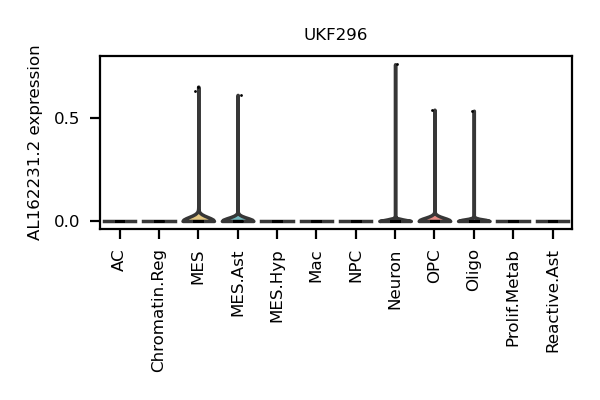 UKF296
AL162231.2 expression
0.5
0.0
AC
Chromatin.Reg
MES
MES.Ast
MES.Hyp
Mac
NPC
Neuron
OPC
Oligo
Prolif.Metab
Reactive.Ast